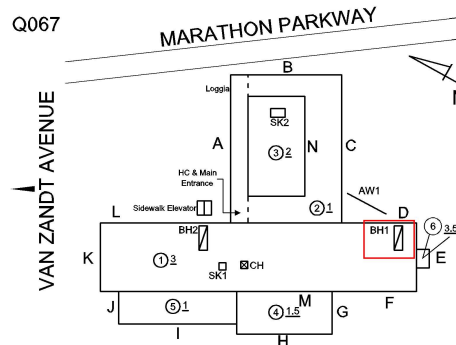 Q067
MARATHON PARKWAY
VAN ZANDT AVENUE
B
Loggia
SK2
A
3 2
N
C
HC & Main
Entrance
AW1
Sidewalk Elevator
2 1
L
D
BH2
BH1
6
3.5
K
1 3
SK1
CH
E
M
F
J
5 1
4 1.5
G
I
H